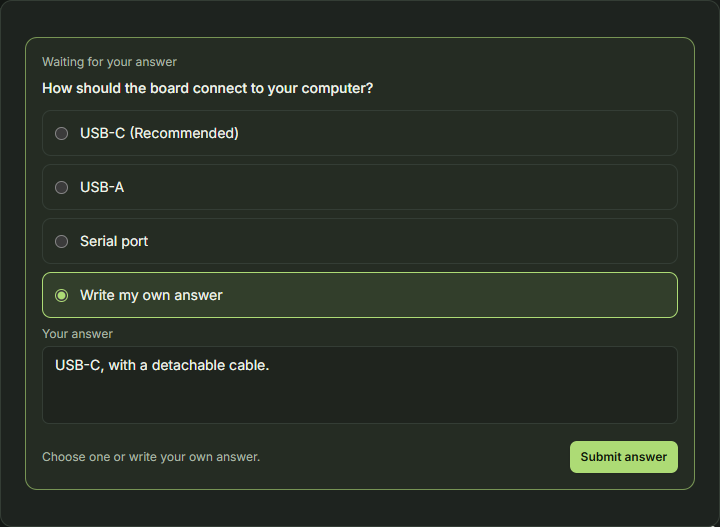 Waiting for your answer
How should the board connect to your computer?
USB-C (Recommended)
USB-A
Serial port
Write my own answer
Your answer
USB-C, with a detachable cable.
Choose one or write your own answer.
Submit answer